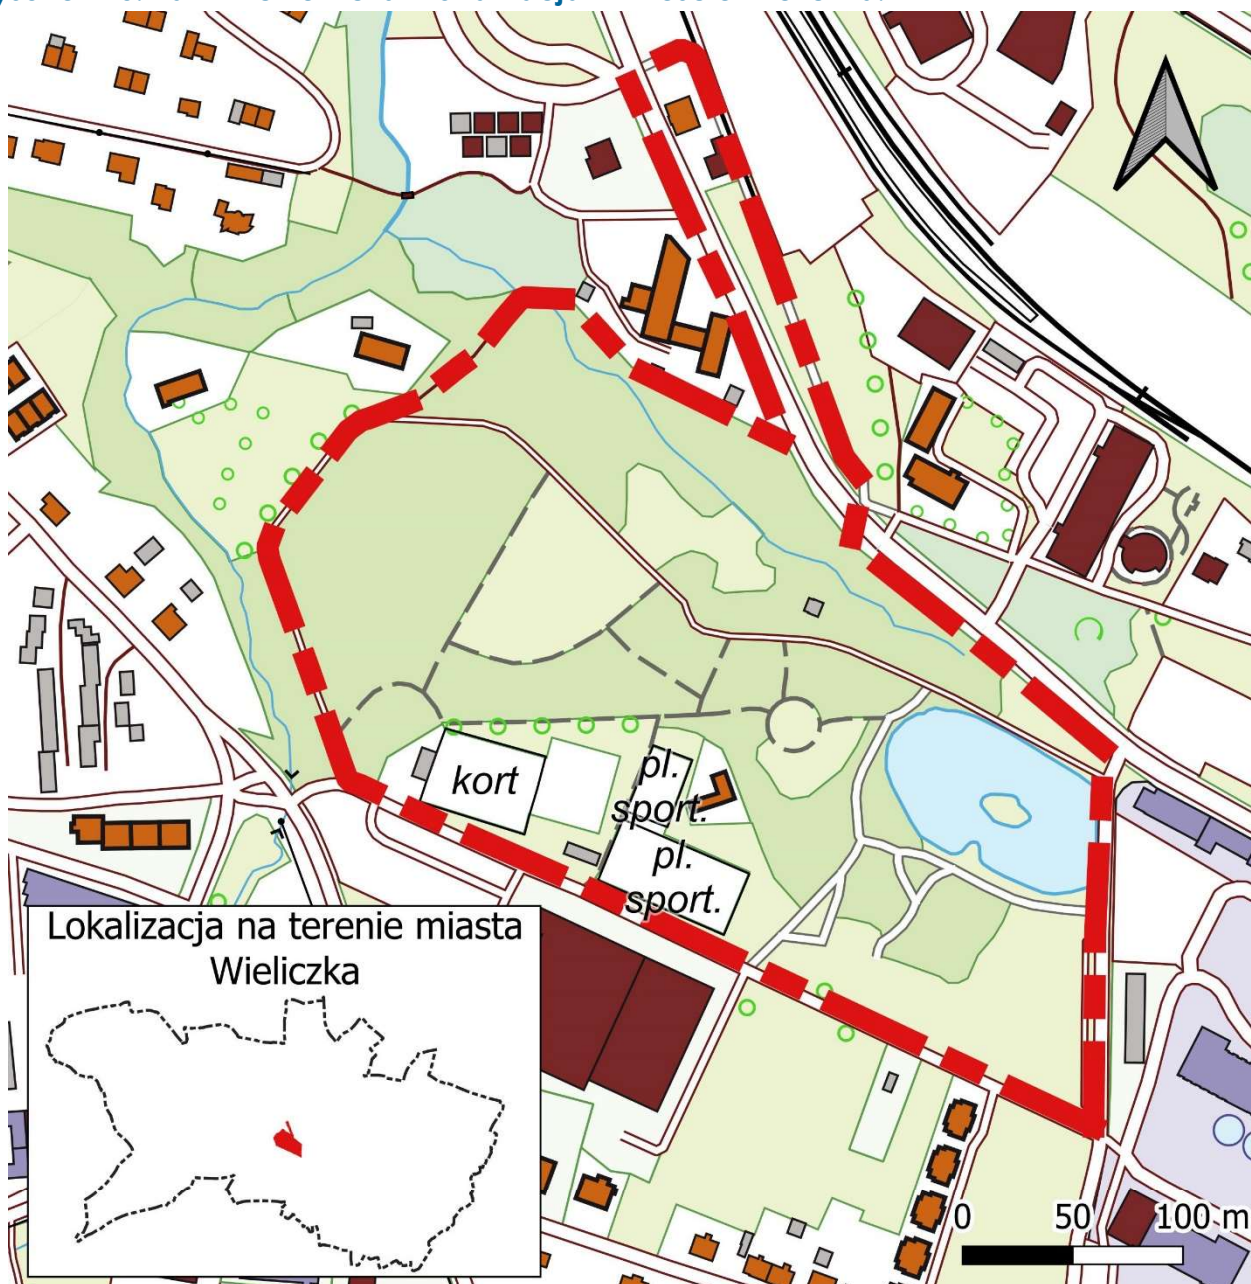 kort
pl.
sport.
pl.
sport.
Lokalizacja na terenie miasta
Wieliczka
0 50 100 m